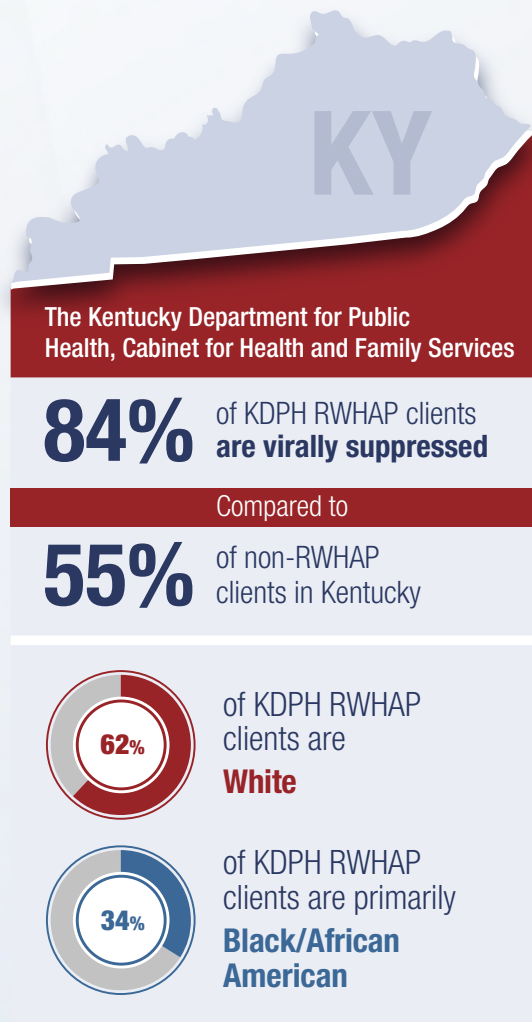 KY
The Kentucky Department for Public
Health, Cabinet for Health and Family Services
84%
of KDPH RWHAP clients
are virally suppressed
Compared to
55%
of non-RWHAP
clients in Kentucky
62%
of KDPH RWHAP
clients are
White
34%
of KDPH RWHAP
clients are primarily
Black/African
American